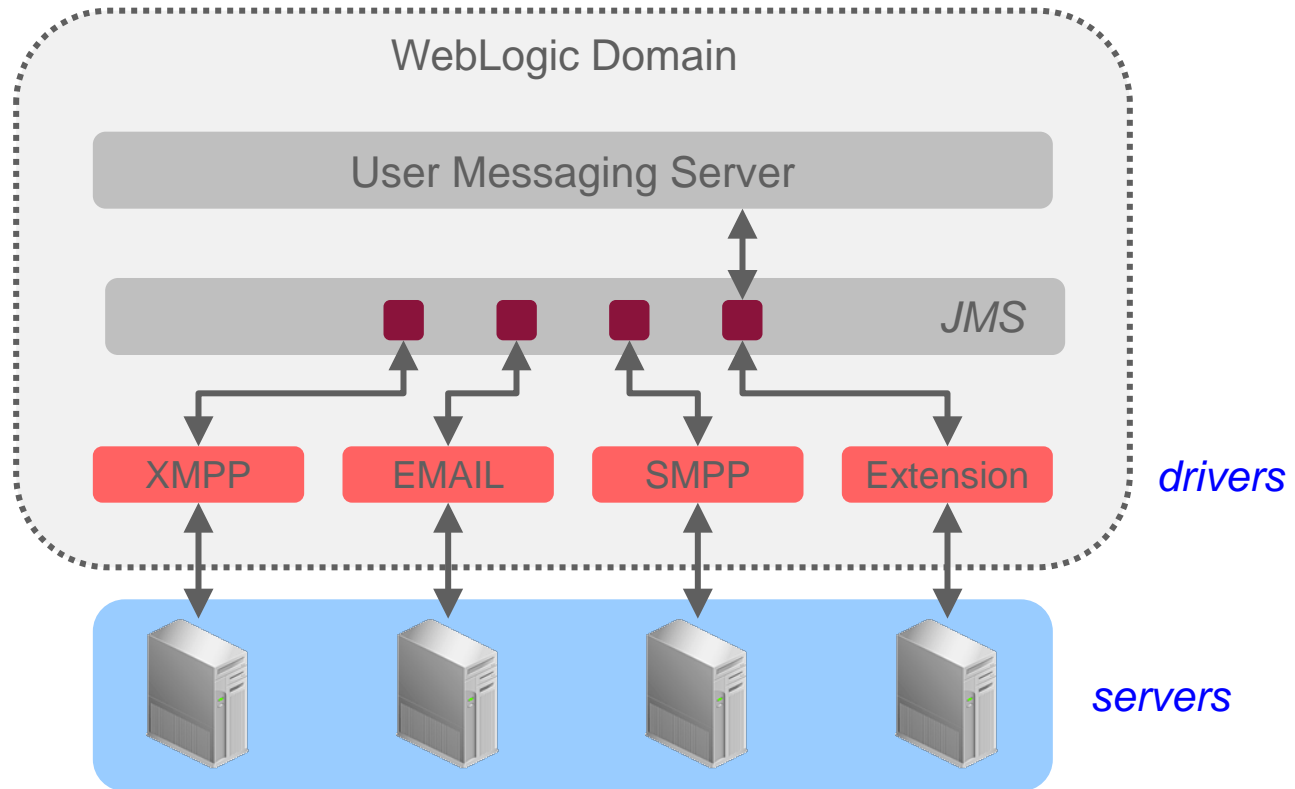 WebLogic Domain
User Messaging Server
JMS
XMPP
EMAIL
SMPP
Extension
drivers
servers